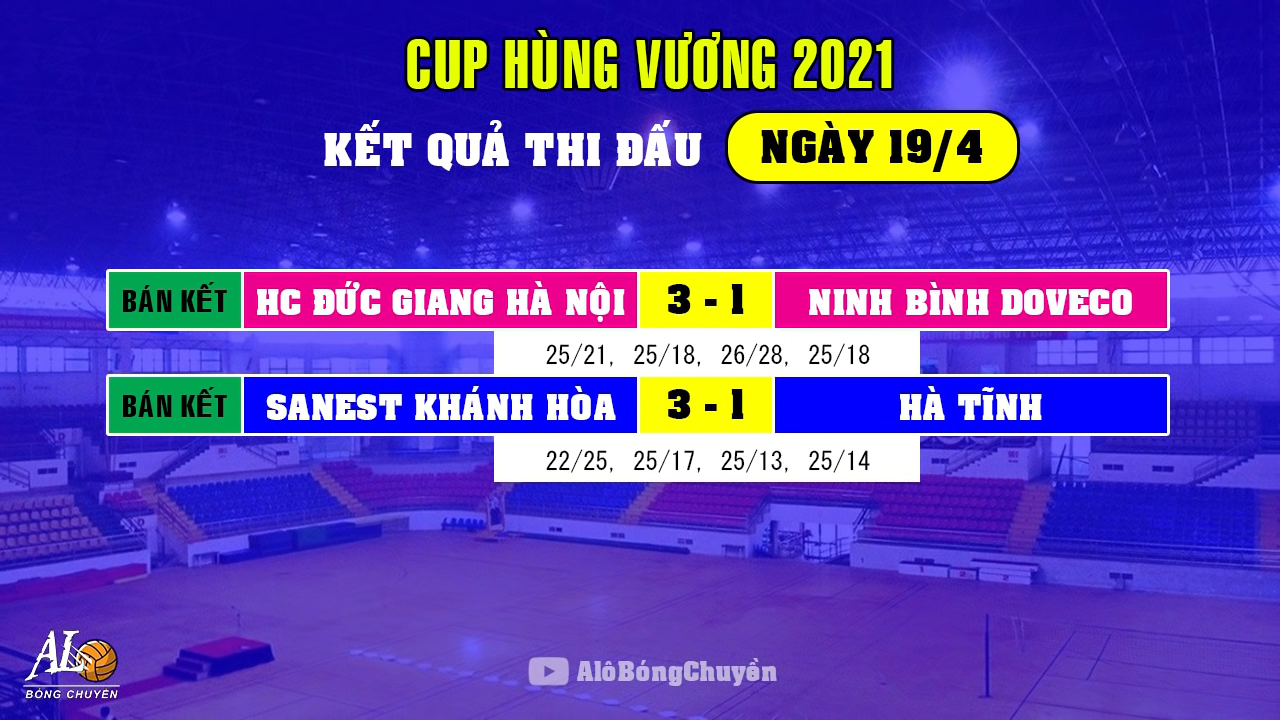 CUP HÙNG VƯƠNG 2021
KẾT QUẢ THI ĐẤU NGÀY 19/4
BÁN KẾT HC ĐỨC GIANG HÀ NỘI 3 - 1 NINH BÌNH DOVECO
25/21, 25/18, 26/28, 25/18
BÁN KẾT SANEST KHÁNH HÒA 3 - 1 HÀ TĨNH
22/25, 25/17, 25/13, 25/14
ALÔ
BÓNG CHUYỀN
AlôBóngChuyền